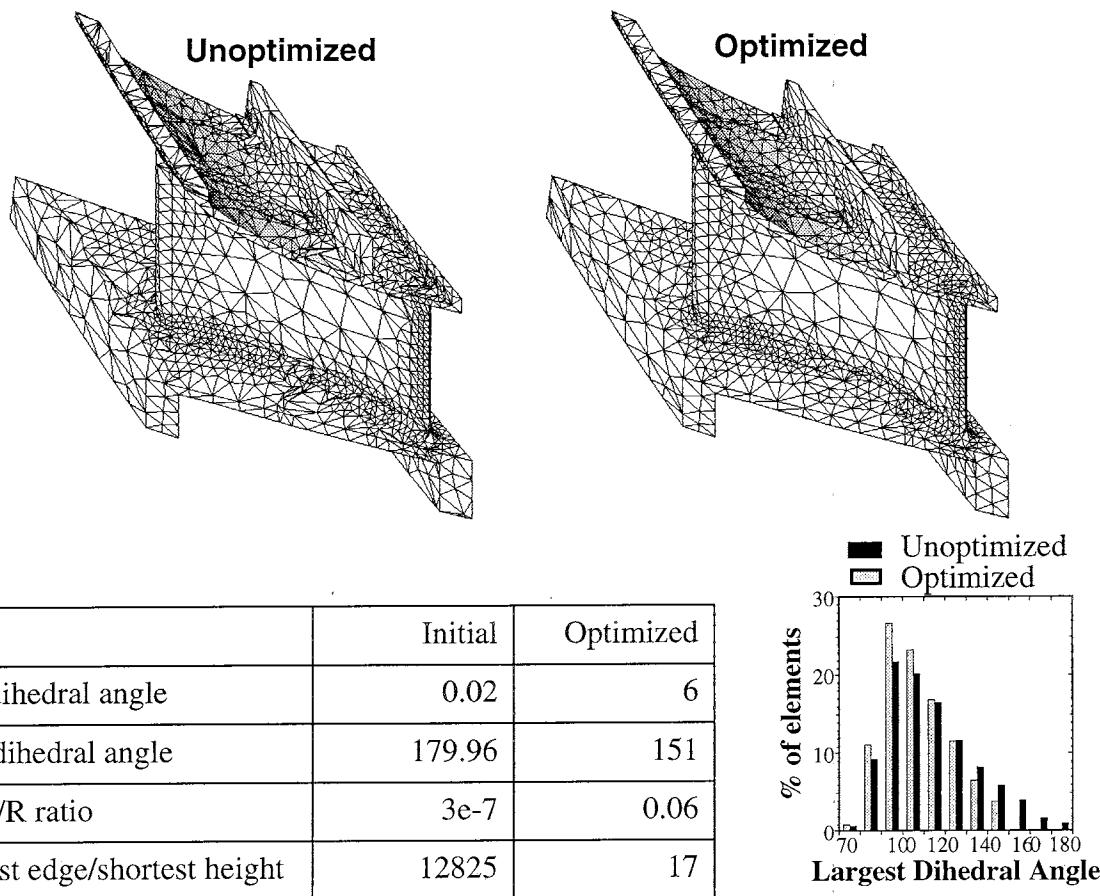 Unoptimized
Optimized
Unoptimized
Optimized
Initial Optimized
dihedral angle 0.02 6
dihedral angle 179.96 151
/R ratio 3e-7 0.06
st edge/shortest height 12825 17
% of elements
30
20
10
0
70 100 120 140 160 180
Largest Dihedral Angle